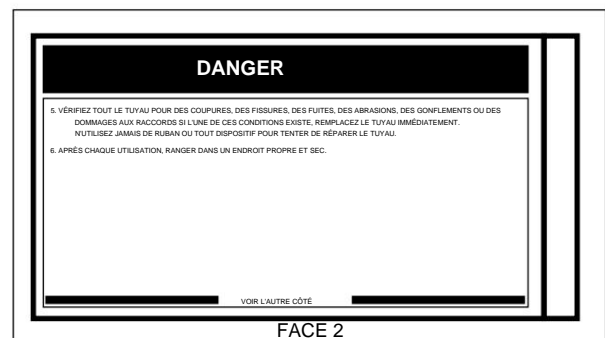 DANGER
5. VÉRIFIEZ TOUT LE TUYAU POUR DES COUPURES, DES FISSURES, DES FUITES, DES ABRASIONS, DES GONFLEMENTS OU DES
DOMMAGES AUX RACCORDS SI L'UNE DE CES CONDITIONS EXISTE, REMPLACEZ LE TUYAU IMMÉDIATEMENT.
N'UTILISEZ JAMAIS DE RUBAN OU TOUT DISPOSITIF POUR TENTER DE RÉPARER LE TUYAU.
6. APRÈS CHAQUE UTILISATION, RANGER DANS UN ENDROIT PROPRE ET SEC.
VOIR L'AUTRE CÔTÉ
FACE 2